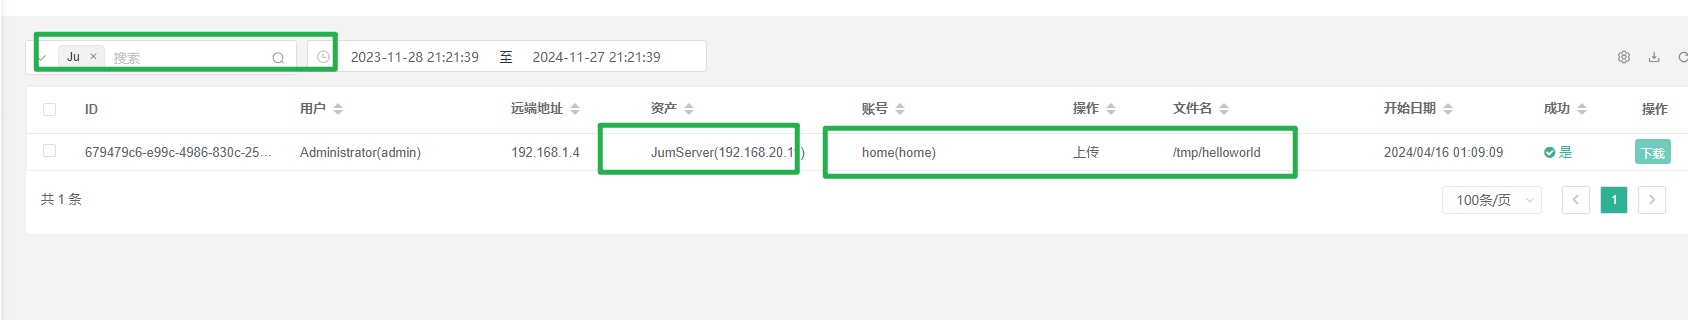 Ju × 搜索 2023-11-28 21:21:39 至 2024-11-27 21:21:39
ID 用户 远端地址 资产 账号 操作 文件名 开始日期 成功 操作
679479c6-e99c-4986-830c-25... Administrator(admin) 192.168.1.4 JumServer(192.168.20.1 ) home(home) 上传 /tmp/helloworld 2024/04/16 01:09:09 是 下载
共 1 条 100条/页 1